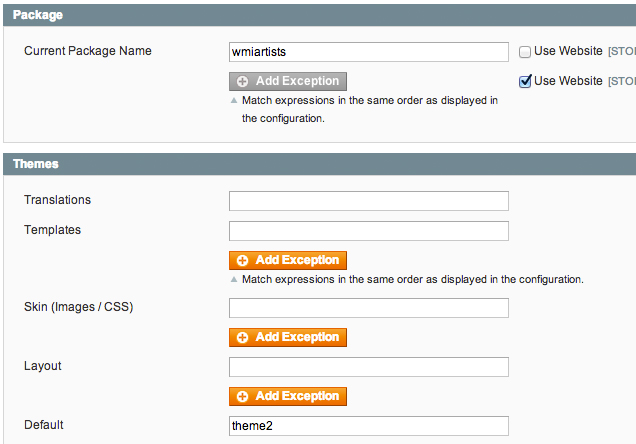 Package
Current Package Name wmiartists Use Website [STO
Add Exception Use Website [STO
Match expressions in the same order as displayed in
the configuration.
Themes
Translations
Templates
Add Exception
Match expressions in the same order as displayed in the configuration.
Skin (Images / CSS)
Add Exception
Layout
Add Exception
Default theme2